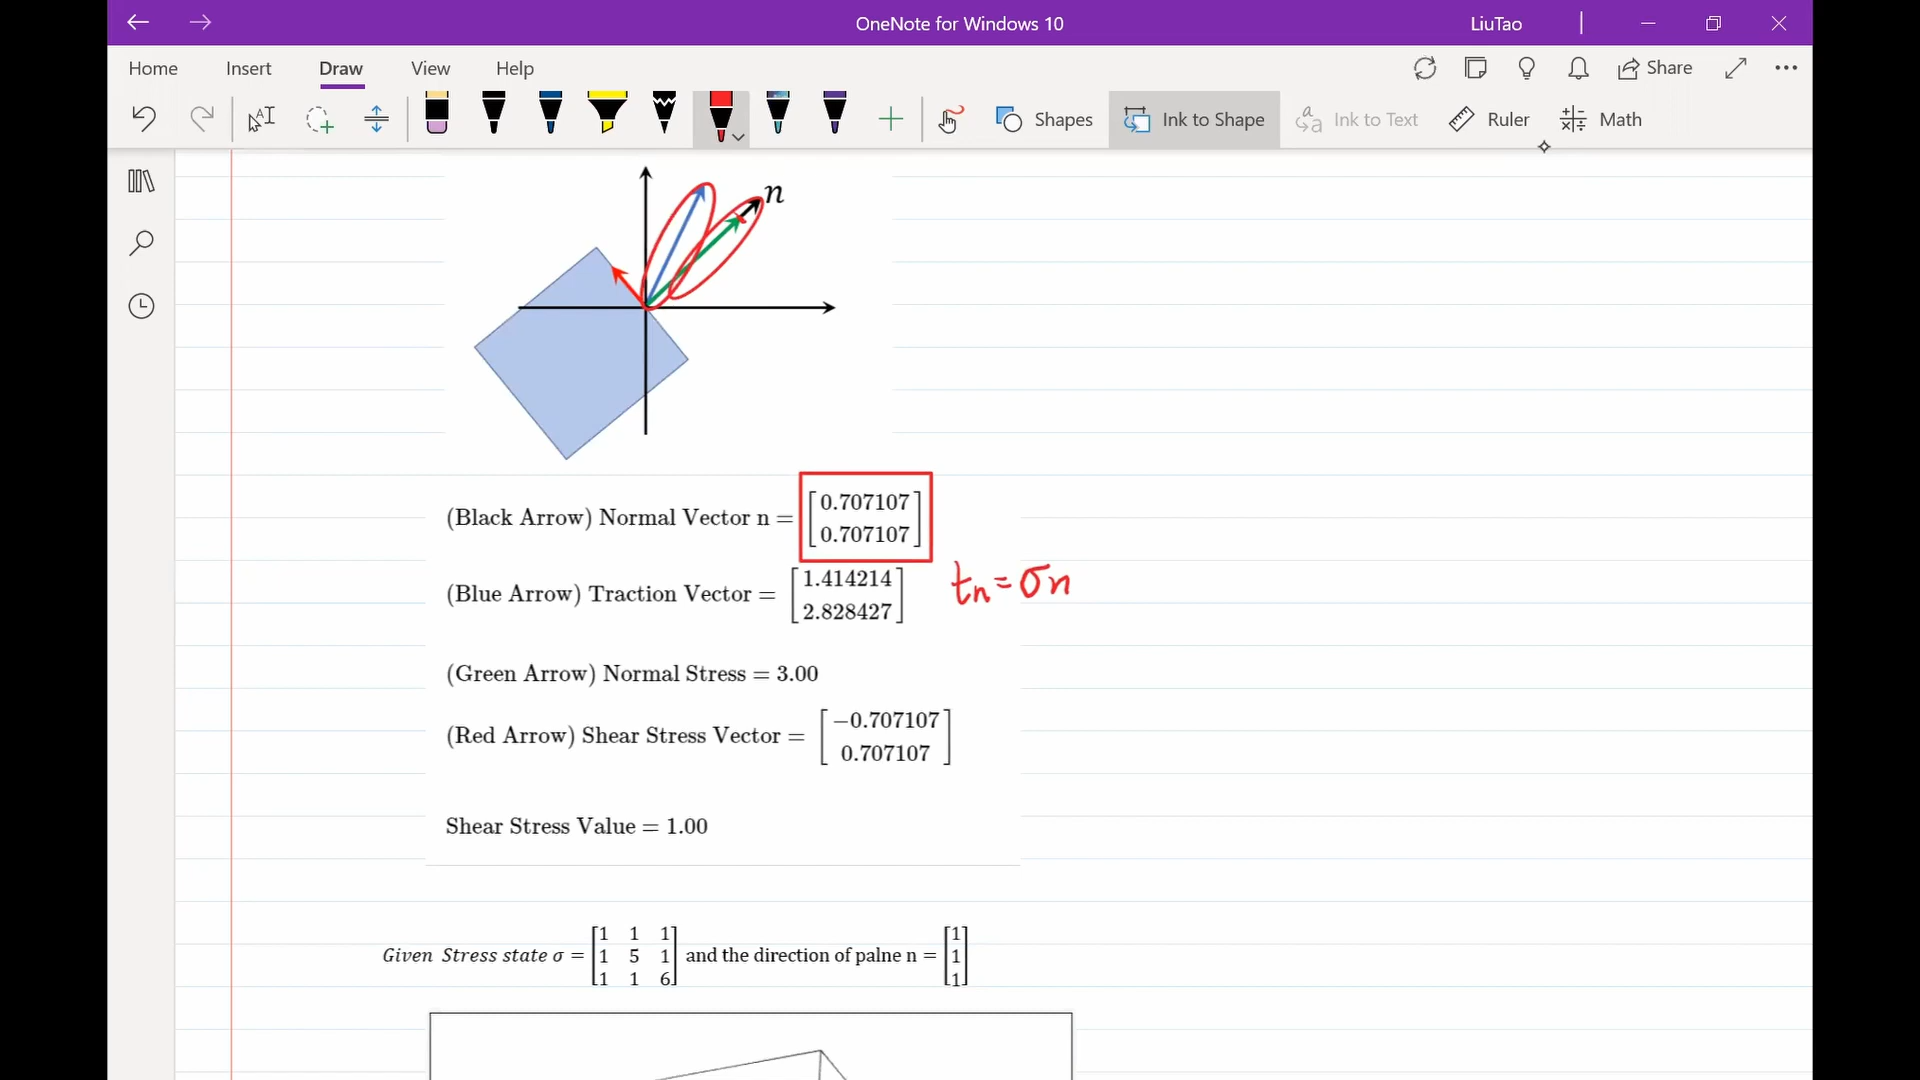 OneNote for Windows 10
LiuTao
Home Insert Draw View Help
Share
Shapes Ink to Shape Ink to Text Ruler Math
n
(Black Arrow) Normal Vector n = [0.707107
0.707107]
(Blue Arrow) Traction Vector = [1.414214
2.828427]
tn = σn
(Green Arrow) Normal Stress = 3.00
(Red Arrow) Shear Stress Vector = [−0.707107
0.707107]
Shear Stress Value = 1.00
Given Stress state σ = [1 1 1
1 5 1
1 1 6] and the direction of palne n = [1
1
1]